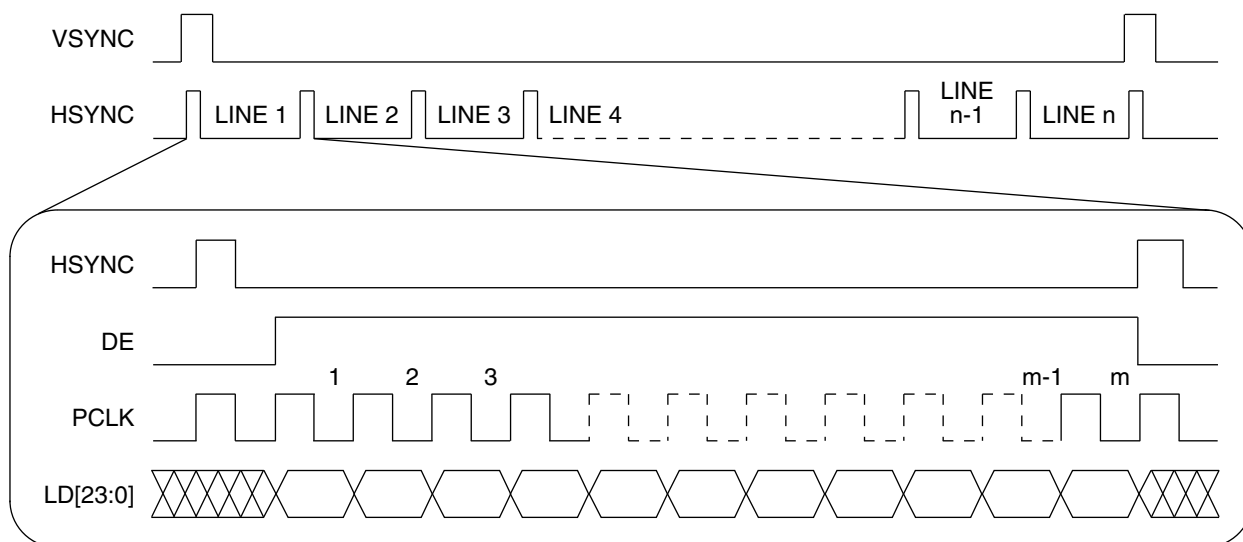 VSYNC
HSYNC LINE 1 LINE 2 LINE 3 LINE 4 LINE n-1 LINE n
HSYNC
DE
1 2 3 m-1 m
PCLK
LD[23:0]